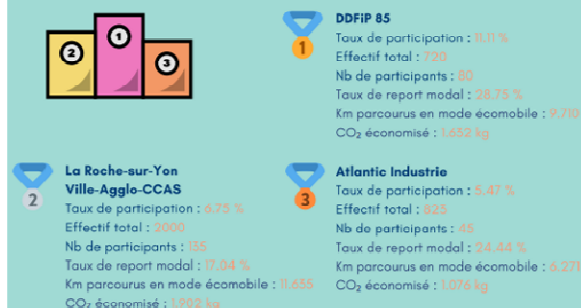 2
1
3
1
DDFiP 85
Taux de participation : 11.11 %
Effectif total : 720
Nb de participants : 80
Taux de report modal : 28.75 %
Km parcourus en mode écomobile : 9.710
CO₂ économisé : 1.652 kg
2
La Roche-sur-Yon
Ville-Agglo-CCAS
Taux de participation : 6.75 %
Effectif total : 2000
Nb de participants : 135
Taux de report modal : 17.04 %
Km parcourus en mode écomobile : 11.655
CO₂ économisé : 1.902 kg
3
Atlantic Industrie
Taux de participation : 5.47 %
Effectif total : 823
Nb de participants : 45
Taux de report modal : 24.44 %
Km parcourus en mode écomobile : 6.271
CO₂ économisé : 1.076 kg